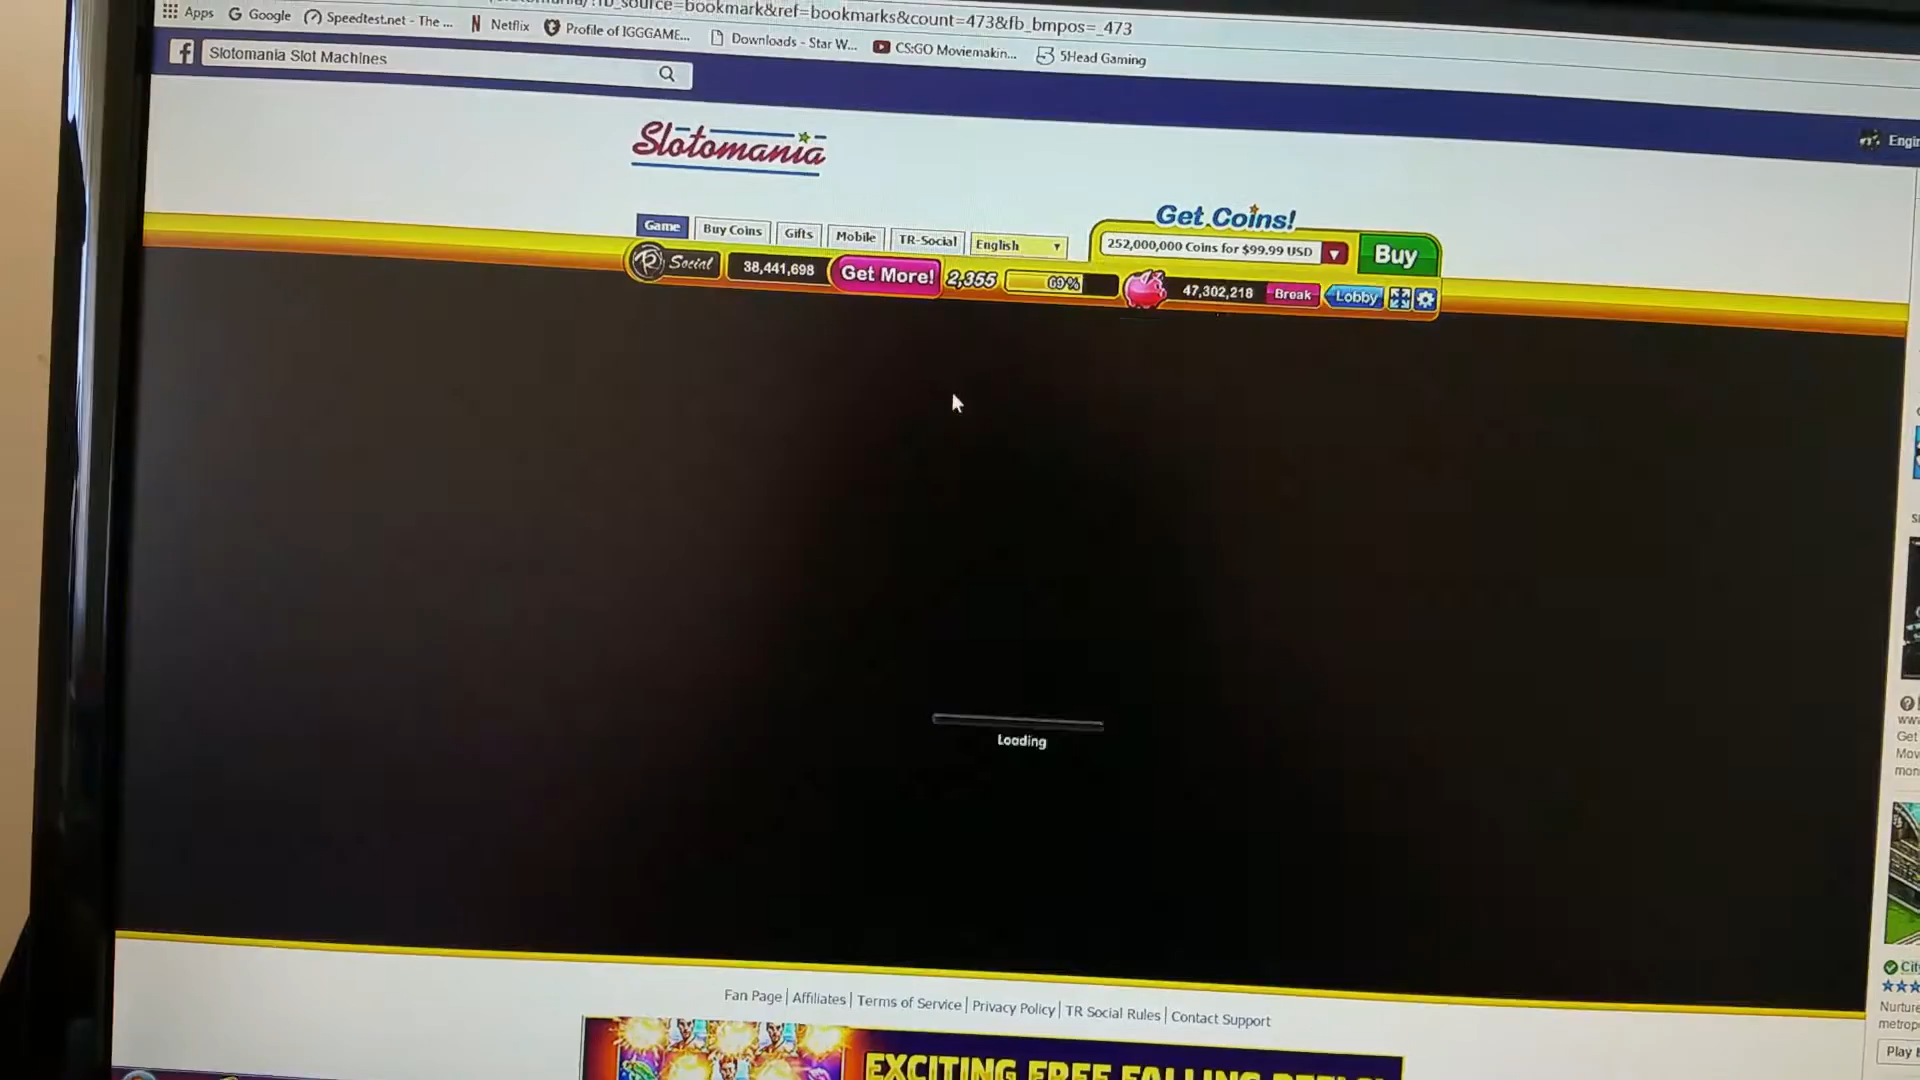 source=bookmark&ref=bookmarks&count=473&fb_bmpos=_473
Apps
Google
Speedtest.net - The ...
Netflix
Profile of IGGGAME...
Downloads - Star W...
CS:GO Moviemakin...
5Head Gaming
Slotomania Slot Machines
Slotomania
Get Coins!
Game
Buy Coins
Gifts
Mobile
TR-Social
English
252,000,000 Coins for $99.99 USD
Buy
R Social
38,441,698
Get More!
2,355
69%
47,302,218
Break
Lobby
Loading
Get
Nurture
Play
Fan Page | Affiliates | Terms of Service | Privacy Policy | TR Social Rules | Contact Support
EXCITING FREE FALLING REELS!